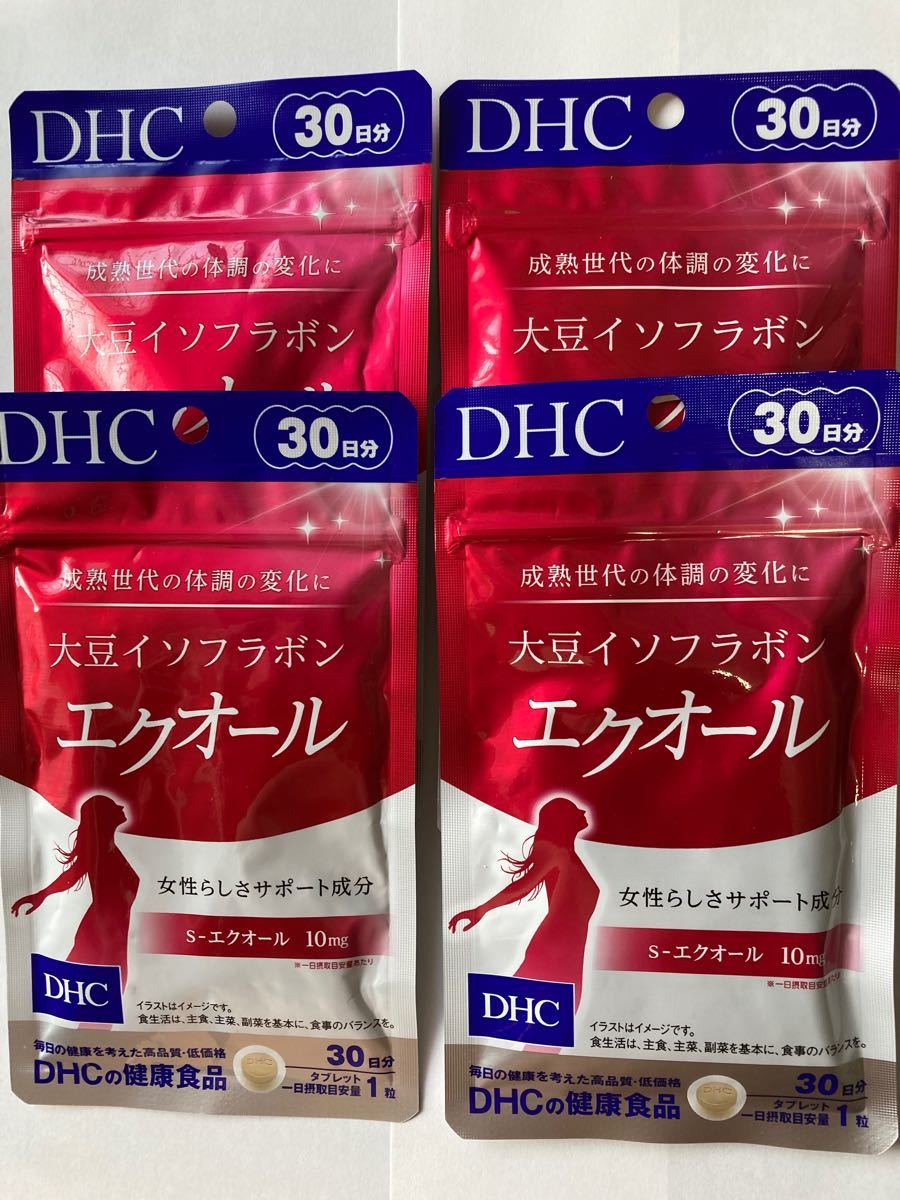 DHC
30日分
成熟世代の体調の変化に
大豆イソフラボン
DHC
30日分
成熟世代の体調の変化に
大豆イソフラボン
DHC
30日分
成熟世代の体調の変化に
大豆イソフラボン
エクオール
女性らしさサポート成分
S-エクオール 10mg
※一日摂取目安量あたり
DHC
イラストはイメージです。
食生活は、主食、主菜、副菜を基本に、食事のバランスを。
毎日の健康を考えた高品質・低価格
DHCの健康食品
30日分
タブレット
一日摂取目安量 1粒
DHC
30日分
成熟世代の体調の変化に
大豆イソフラボン
エクオール
女性らしさサポート成分
S-エクオール 10mg
※一日摂取目安量あたり
DHC
イラストはイメージです。
食生活は、主食、主菜、副菜を基本に、食事のバランスを。
毎日の健康を考えた高品質・低価格
DHCの健康食品
DHC
30日分
タブレット
一日摂取目安量 1粒